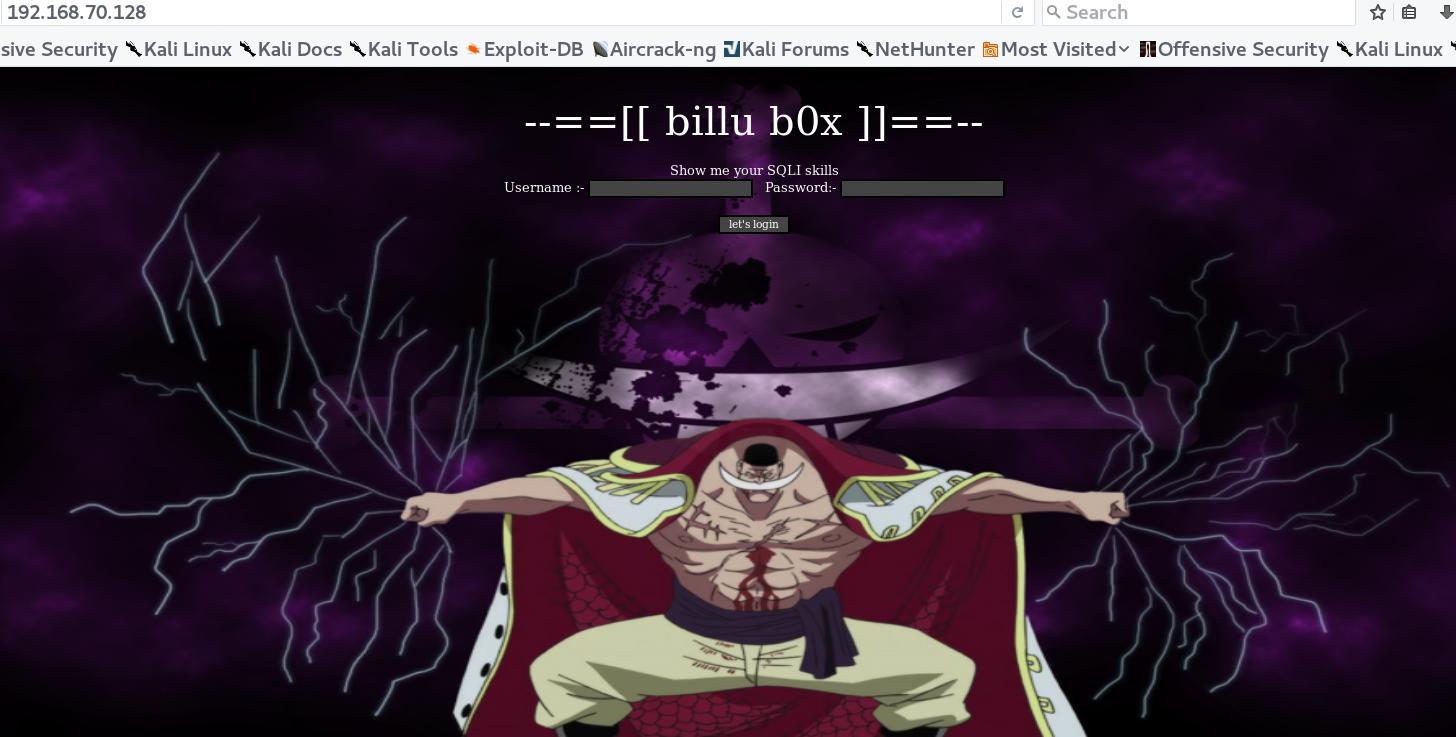 192.168.70.128
Search
sive Security Kali Linux Kali Docs Kali Tools Exploit-DB Aircrack-ng Kali Forums NetHunter Most Visited Offensive Security Kali Linux
--==[[ billu b0x ]]==--
Show me your SQLI skills
Username :- Password:-
let's login